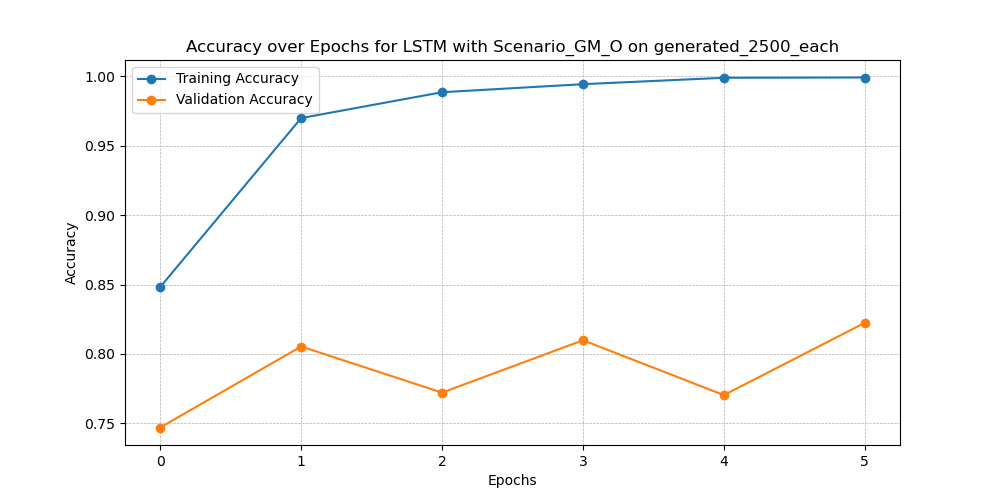 Accuracy over Epochs for LSTM with Scenario_GM_O on generated_2500_each
Training Accuracy
Validation Accuracy
Accuracy
1.00
0.95
0.90
0.85
0.80
0.75
0 1 2 3 4 5
Epochs